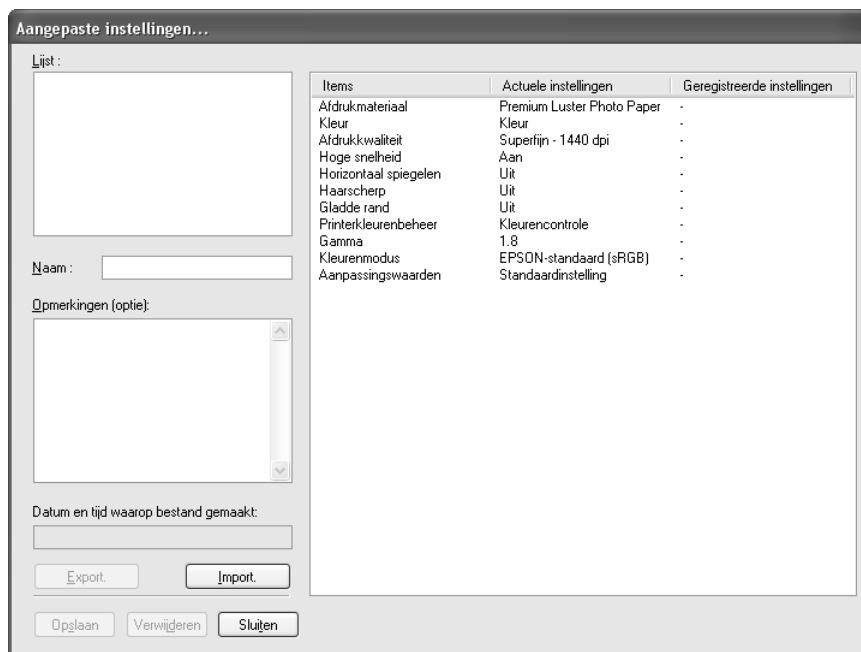 Aangepaste instellingen...
Lijst :
Naam :
Opmerkingen (optie):
Datum en tijd waarop bestand gemaakt:
Export.
Import.
Opslaan
Verwijderen
Sluiten
Items Actuele instellingen Geregistreerde instellingen
Afdrukmateriaal Premium Luster Photo Paper -
Kleur Kleur -
Afdrukkwaliteit Superfijn - 1440 dpi -
Hoge snelheid Aan -
Horizontaal spiegelen Uit -
Haarscherp Uit -
Gladde rand Uit -
Printerkleurenbeheer Kleurencontrole -
Gamma 1.8 -
Kleurenmodus EPSON-standaard (sRGB) -
Aanpassingswaarden Standaardinstelling -